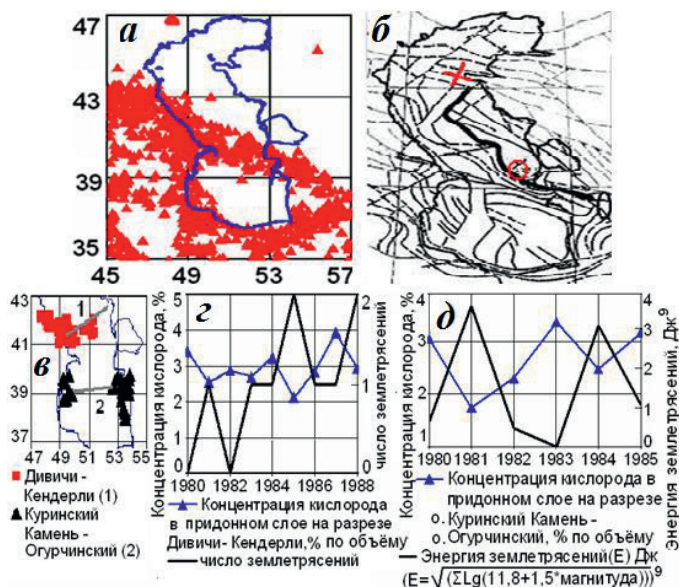 а
47
43
39
35
45 49 53 57
б
в
43
41
39
37
1
2
47 49 51 53 55
Дивичи -
Кендерли (1)
Куринский
Камень -
Огурчинский (2)
г
Концентрация кислорода, %
5
4
3
2
1
0
2
1
0
число землетрясений
1980 1982 1984 1986 1988
Концентрация кислорода
в придонном слое на разрезе
Дивичи- Кендерли, % по объёму
число землетрясений
д
Концентрация кислорода, %
4
3
2
1
4
3
2
1
0
Энергия землетрясений, Дж⁹
1980 1981 1982 1983 1984 1985
Концентрация кислорода в
придонном слое на разрезе
о. Куринский Камень -
о. Огурчинский, % по объёму
Энергия землетрясений(E) Дж
(E=√(ΣLg(11,8+1,5*магнитуда)))⁹